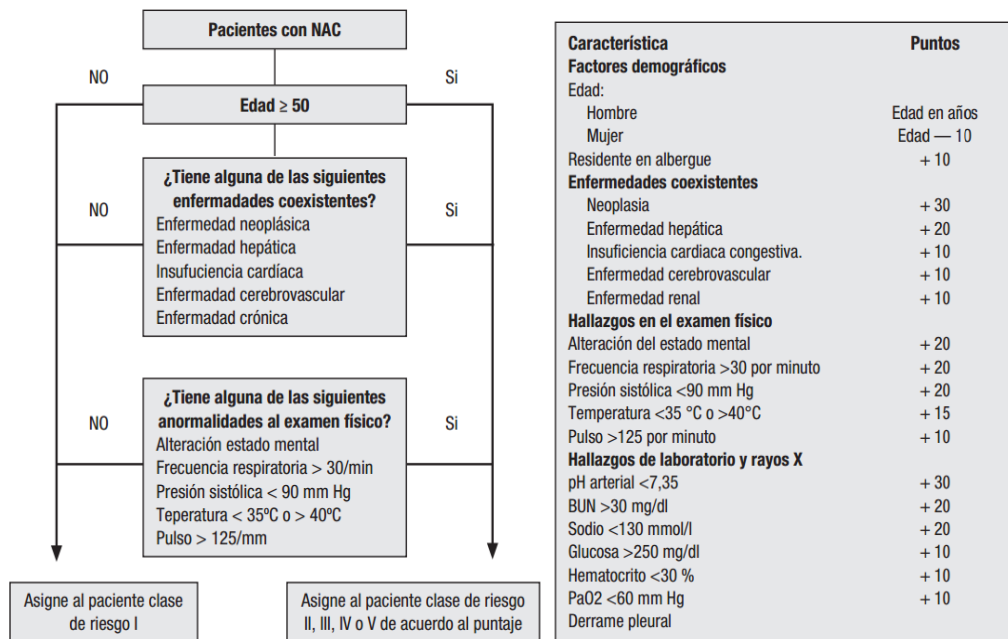 Pacientes con NAC
NO
Si
Edad ≥ 50
¿Tiene alguna de las siguientes
enfermadades coexistentes?
NO
Si
Enfermedad neoplásica
Enfermadad hepática
Insufuciencia cardíaca
Enfermadad cerebrovascular
Enfermadad crónica
¿Tiene alguna de las siguientes
anormalidades al examen físico?
NO
Si
Alteración estado mental
Frecuencia respiratoria > 30/min
Presión sistólica < 90 mm Hg
Teperatura < 35ºC o > 40ºC
Pulso > 125/mm
Asigne al paciente clase
de riesgo I
Asigne al paciente clase de riesgo
II, III, IV o V de acuerdo al puntaje
Característica Puntos
Factores demográficos
Edad:
Hombre Edad en años
Mujer Edad — 10
Residente en albergue + 10
Enfermedades coexistentes
Neoplasia + 30
Enfermedad hepática + 20
Insuficiencia cardiaca congestiva. + 10
Enfermedad cerebrovascular + 10
Enfermedad renal + 10
Hallazgos en el examen físico
Alteración del estado mental + 20
Frecuencia respiratoria >30 por minuto + 20
Presión sistólica <90 mm Hg + 20
Temperatura <35 °C o >40°C + 15
Pulso >125 por minuto + 10
Hallazgos de laboratorio y rayos X
pH arterial <7,35 + 30
BUN >30 mg/dl + 20
Sodio <130 mmol/l + 20
Glucosa >250 mg/dl + 10
Hematocrito <30 % + 10
PaO2 <60 mm Hg + 10
Derrame pleural